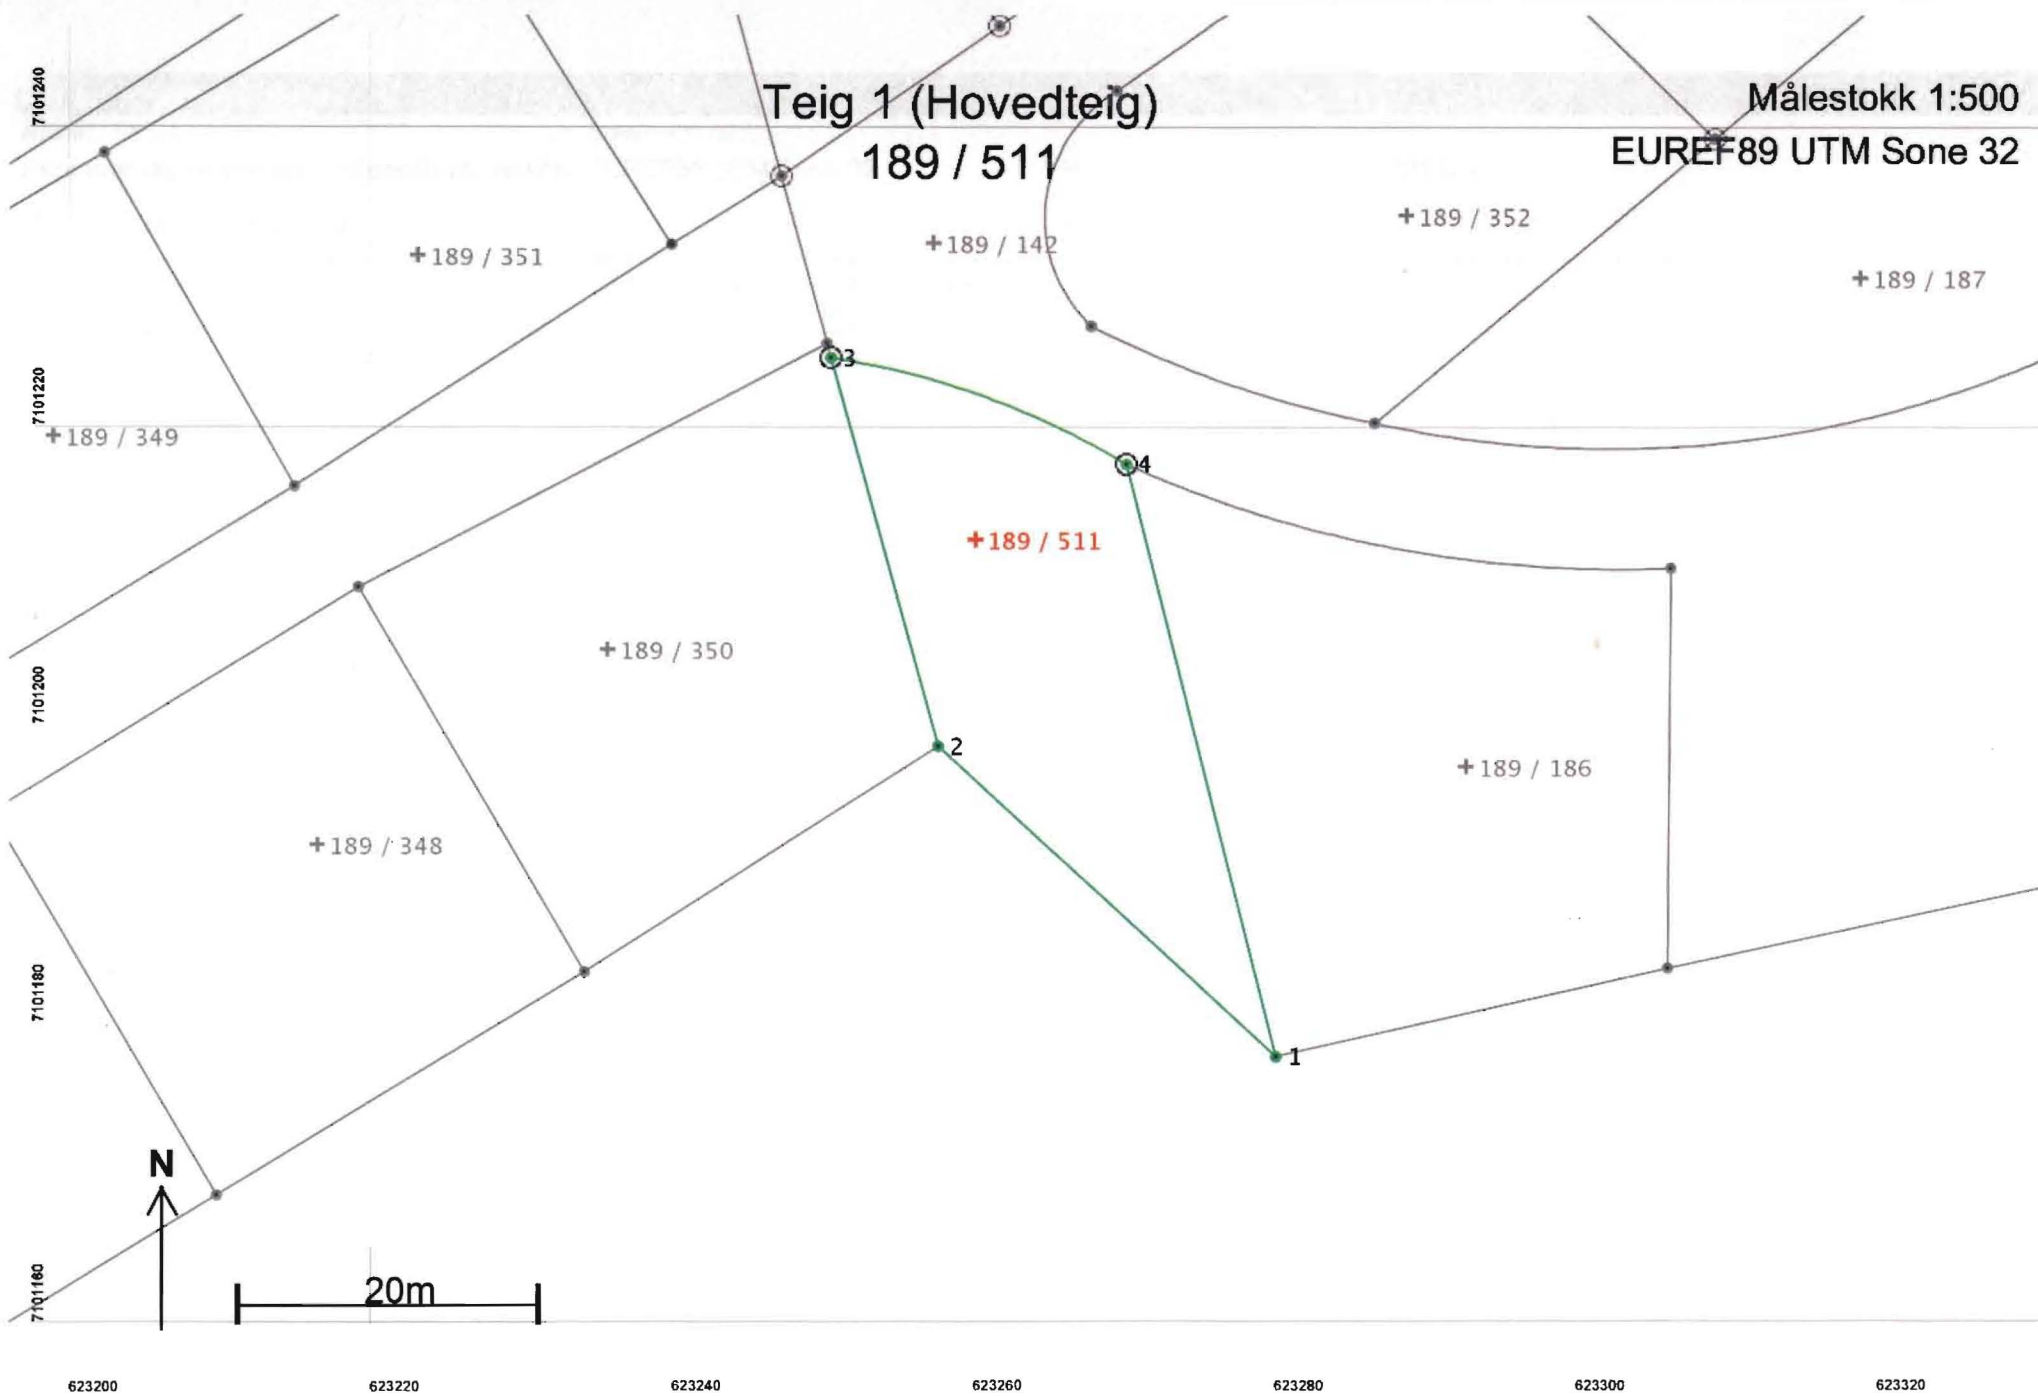 7101240
Teig 1 (Hovedteig)
Målestokk 1:500
189 / 511
EUREF89 UTM Sone 32
+189 / 352
+189 / 142
+189 / 351
+189 / 187
3
7101220
+189 / 349
4
+189 / 511
+189 / 350
7101200
2
+189 / 186
+189 / 348
7101180
1
N
7101160
20m
623200
623220
623240
623260
623280
623300
623320